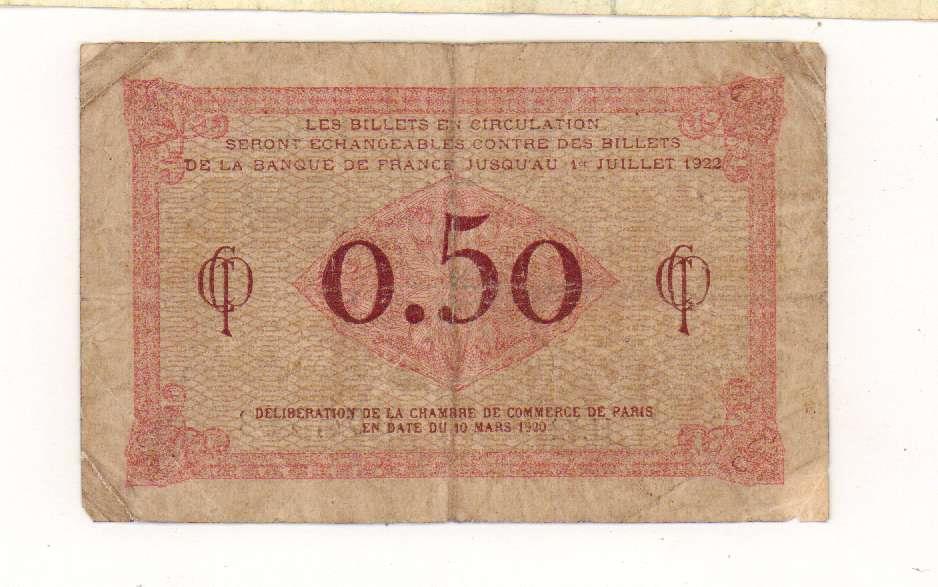 LES BILLETS EN CIRCULATION
SERONT ECHANGEABLES CONTRE DES BILLETS
DE LA BANQUE DE FRANCE JUSQU'AU 1er JUILLET 1922
0.50
DÉLIBÉRATION DE LA CHAMBRE DE COMMERCE DE PARIS
EN DATE DU 10 MARS 1920